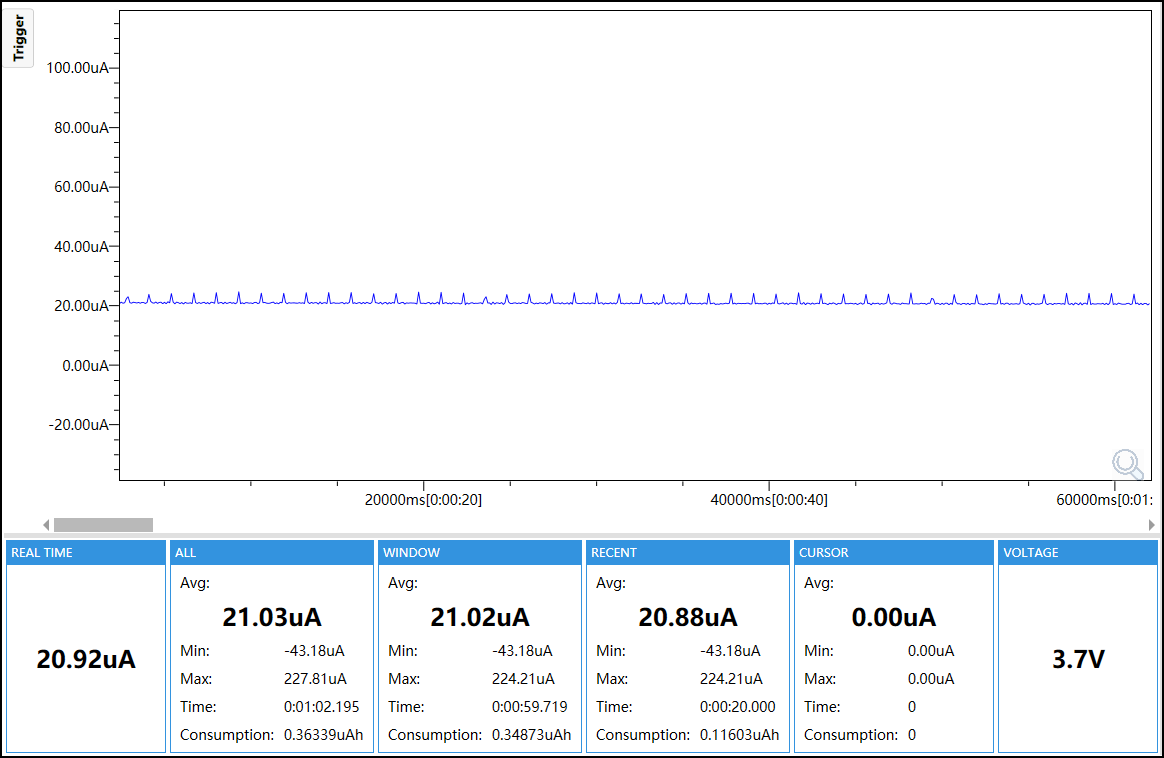 Trigger
100.00uA
80.00uA
60.00uA
40.00uA
20.00uA
0.00uA
-20.00uA
20000ms[0:00:20] 40000ms[0:00:40] 60000ms[0:01:
REAL TIME
20.92uA
ALL
Avg:
21.03uA
Min: -43.18uA
Max: 227.81uA
Time: 0:01:02.195
Consumption: 0.36339uAh
WINDOW
Avg:
21.02uA
Min: -43.18uA
Max: 224.21uA
Time: 0:00:59.719
Consumption: 0.34873uAh
RECENT
Avg:
20.88uA
Min: -43.18uA
Max: 224.21uA
Time: 0:00:20.000
Consumption: 0.11603uAh
CURSOR
Avg:
0.00uA
Min: 0.00uA
Max: 0.00uA
Time: 0
Consumption: 0
VOLTAGE
3.7V